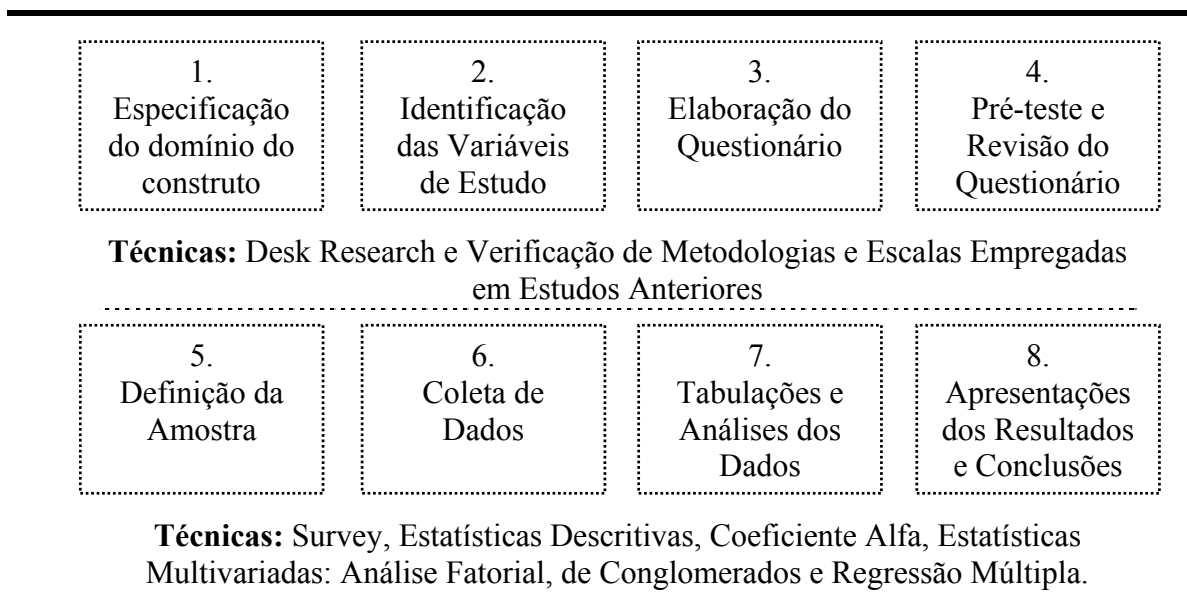 1.
Especificação
do domínio do
construto
2.
Identificação
das Variáveis
de Estudo
3.
Elaboração do
Questionário
4.
Pré-teste e
Revisão do
Questionário
Técnicas: Desk Research e Verificação de Metodologias e Escalas Empregadas
em Estudos Anteriores
5.
Definição da
Amostra
6.
Coleta de
Dados
7.
Tabulações e
Análises dos
Dados
8.
Apresentações
dos Resultados
e Conclusões
Técnicas: Survey, Estatísticas Descritivas, Coeficiente Alfa, Estatísticas
Multivariadas: Análise Fatorial, de Conglomerados e Regressão Múltipla.